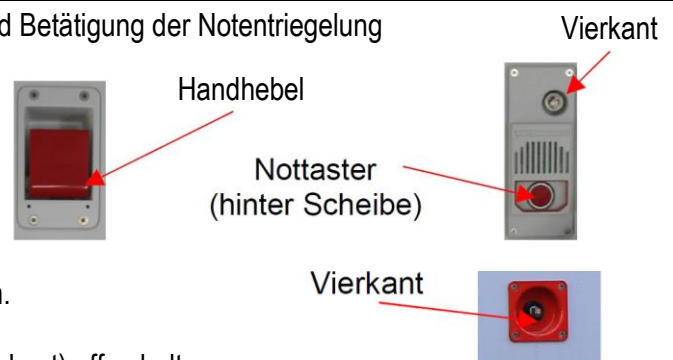 d Betätigung der Notentriegelung
Vierkant
Handhebel
Nottaster
(hinter Scheibe)
Vierkant